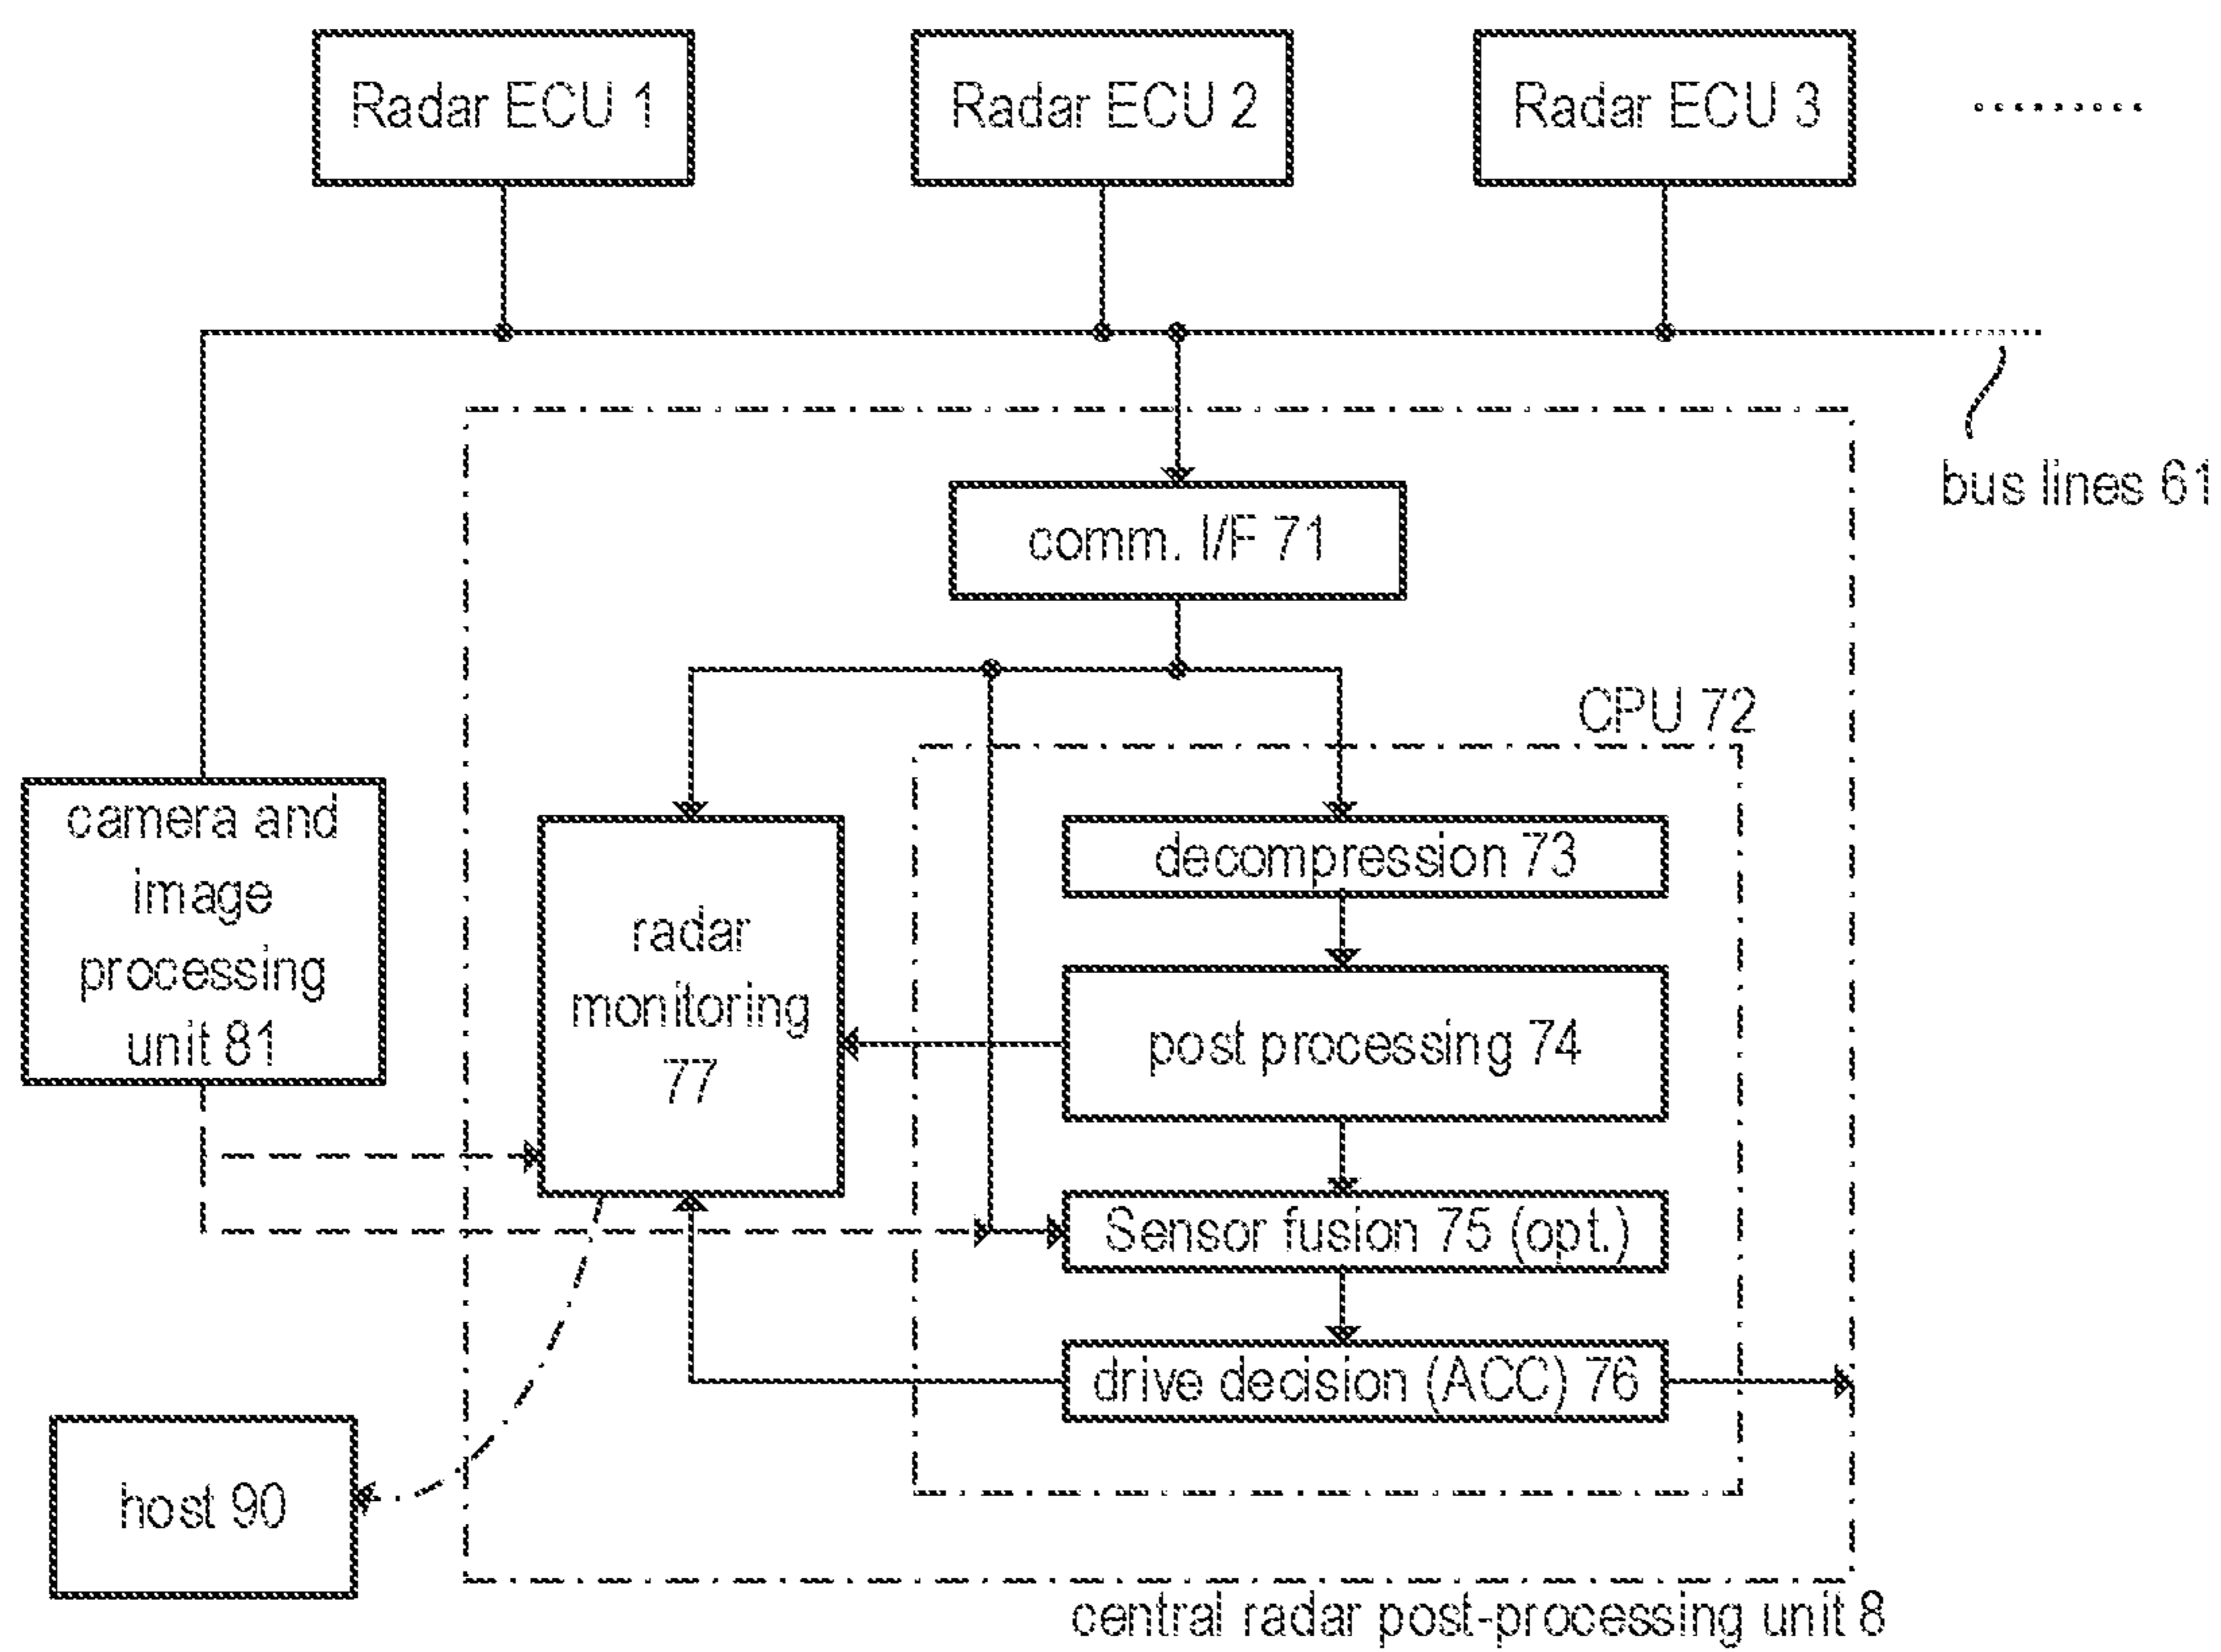 Radar ECU 1
Radar ECU 2
Radar ECU 3
bus lines 61
comm. I/F 71
CPU 72
camera and
image
processing
unit 81
radar
monitoring
77
decompression 73
post processing 74
Sensor fusion 75 (opt.)
drive decision (ACC) 76
host 90
central radar post-processing unit 8